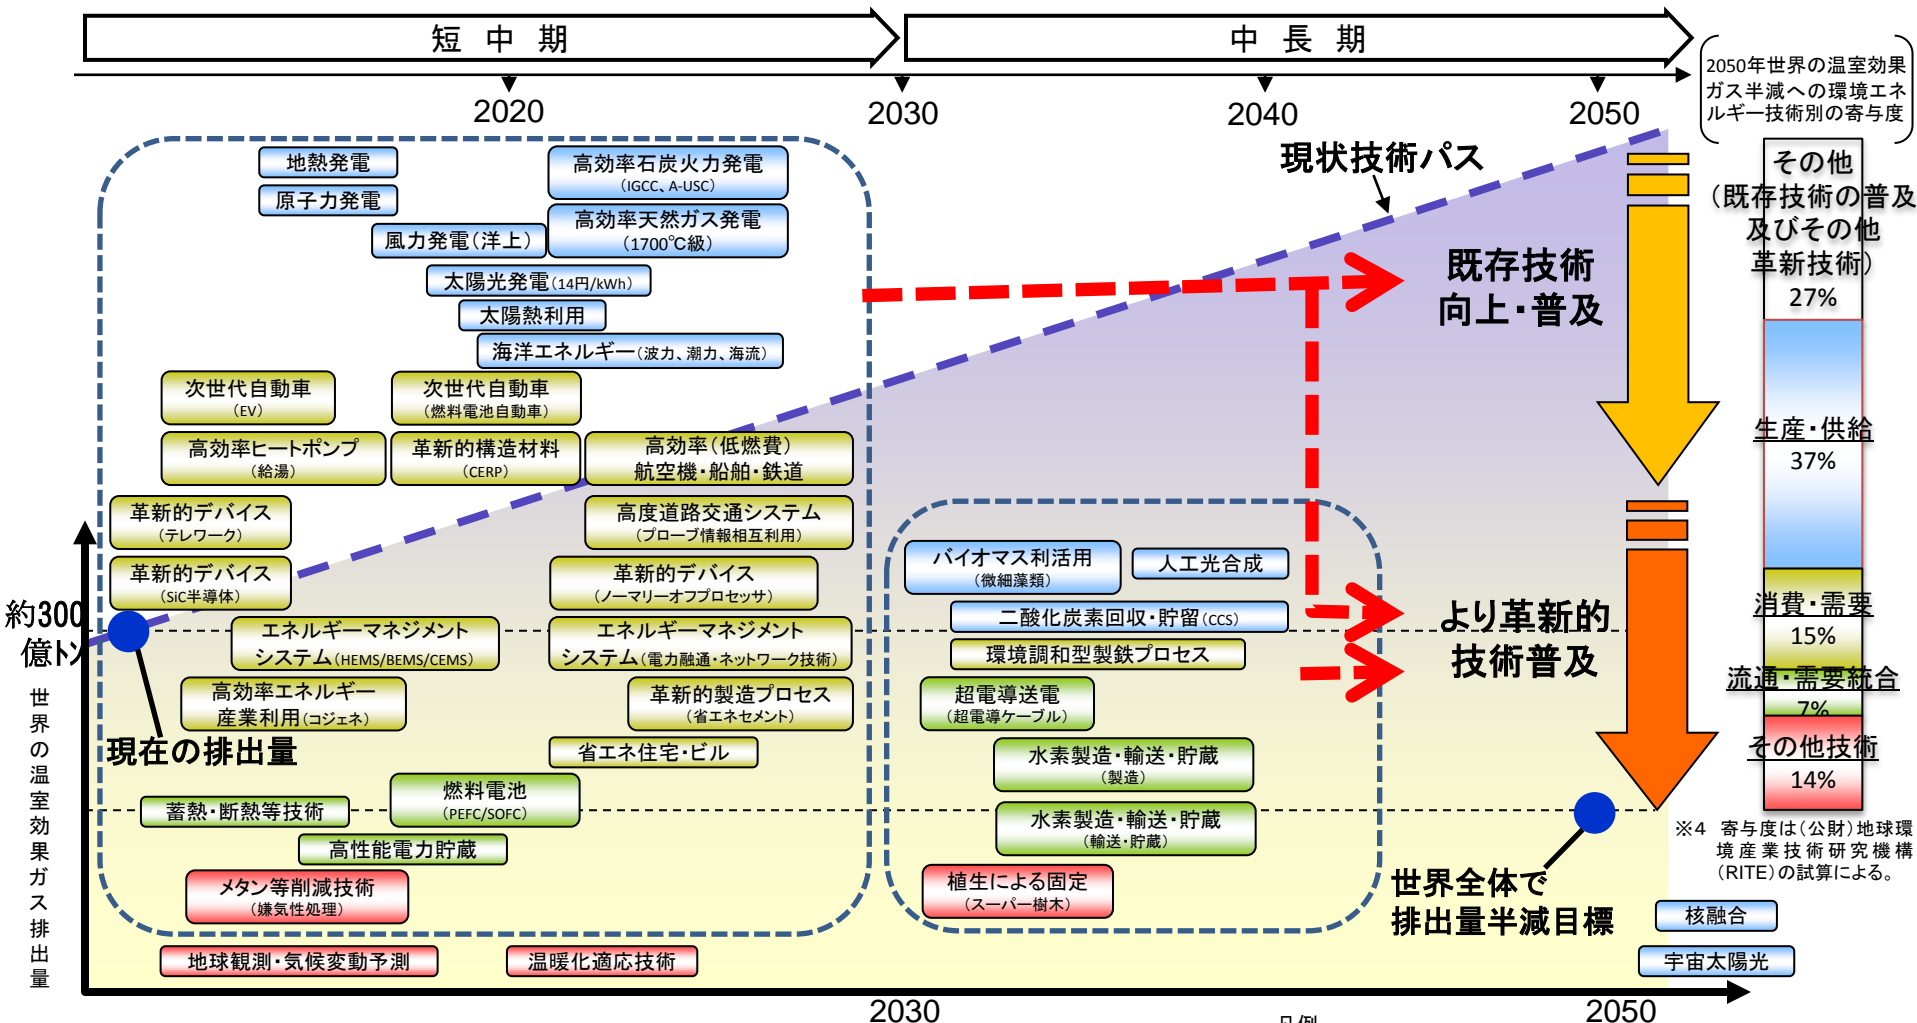 短 中 期
中 長 期
2020
2030
2040
2050
2050年世界の温室効果
ガス半減への環境エネ
ルギー技術別の寄与度
地熱発電
原子力発電
風力発電(洋上)
高効率石炭火力発電
(IGCC、A-USC)
高効率天然ガス発電
(1700℃級)
太陽光発電(14円/kWh)
太陽熱利用
海洋エネルギー(波力、潮力、海流)
次世代自動車
(EV)
次世代自動車
(燃料電池自動車)
高効率ヒートポンプ
(給湯)
革新的構造材料
(CERP)
高効率(低燃費)
航空機・船舶・鉄道
革新的デバイス
(テレワーク)
高度道路交通システム
(プローブ情報相互利用)
革新的デバイス
(SiC半導体)
革新的デバイス
(ノーマリーオフプロセッサ)
エネルギーマネジメント
システム(HEMS/BEMS/CEMS)
エネルギーマネジメント
システム(電力融通・ネットワーク技術)
高効率エネルギー
産業利用(コジェネ)
革新的製造プロセス
(省エネセメント)
省エネ住宅・ビル
燃料電池
(PEFC/SOFC)
蓄熱・断熱等技術
高性能電力貯蔵
メタン等削減技術
(嫌気性処理)
地球観測・気候変動予測
温暖化適応技術
約300
億トン
世界の温室効果ガス排出量
現在の排出量
現状技術パス
既存技術
向上・普及
バイオマス利活用
(微細藻類)
人工光合成
二酸化炭素回収・貯留(CCS)
環境調和型製鉄プロセス
超電導送電
(超電導ケーブル)
水素製造・輸送・貯蔵
(製造)
水素製造・輸送・貯蔵
(輸送・貯蔵)
植生による固定
(スーパー樹木)
より革新的
技術普及
世界全体で
排出量半減目標
その他
(既存技術の普及
及びその他
革新技術)
27%
生産・供給
37%
消費・需要
15%
流通・需要統合
7%
その他技術
14%
※4 寄与度は(公財)地球環
境産業技術研究機構
(RITE)の試算による。
核融合
宇宙太陽光
2030
2050
凡例